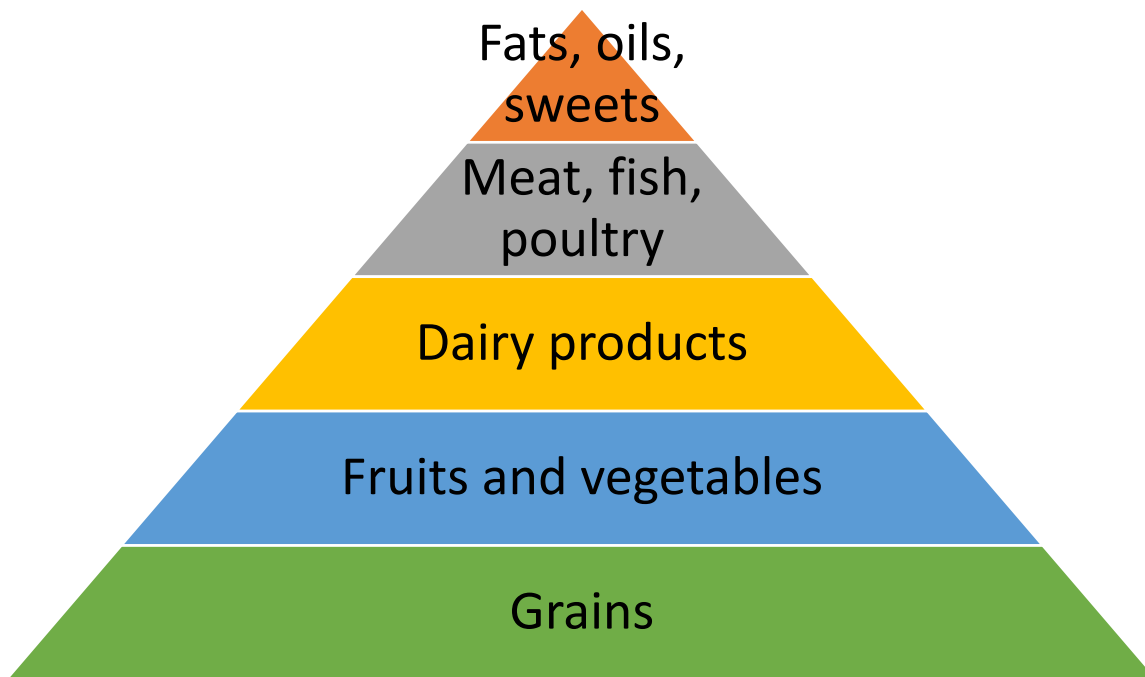 Fats, oils,
sweets
Meat, fish,
poultry
Dairy products
Fruits and vegetables
Grains